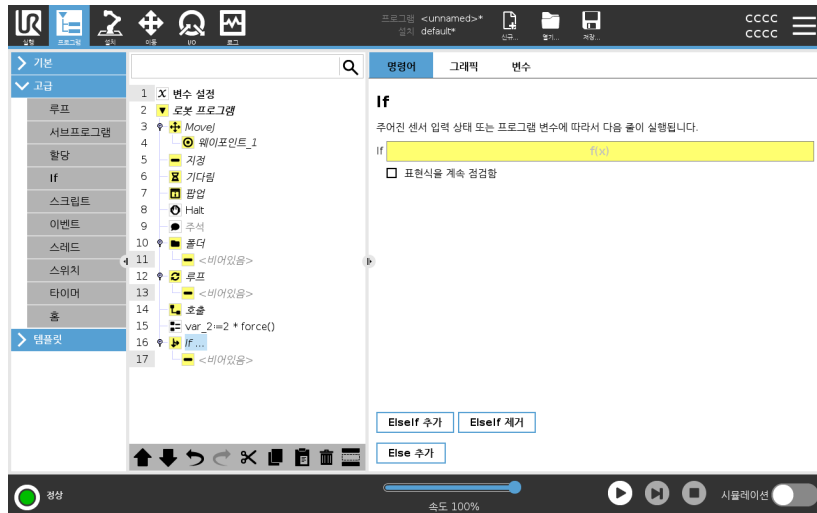 UR
실행 프로그램 설치 이동 I/O 로그
프로그램 <unnamed>*
설치 default*
신규... 열기... 저장...
cccc
cccc
기본
고급
루프
서브프로그램
할당
If
스크립트
이벤트
스레드
스위치
타이머
홈
템플릿
1 X 변수 설정
2 로봇 프로그램
3 MoveJ
4 웨이포인트_1
5 지정
6 기다림
7 팝업
8 Halt
9 주석
10 폴더
11 <비어있음>
12 루프
13 <비어있음>
14 호출
15 var_2≔2 * force()
16 If ...
17 <비어있음>
명령어 그래픽 변수
If
주어진 센서 입력 상태 또는 프로그램 변수에 따라서 다음 줄이 실행됩니다.
If f(x)
표현식을 계속 점검함
ElseIf 추가 ElseIf 제거
Else 추가
정상
속도 100%
시뮬레이션